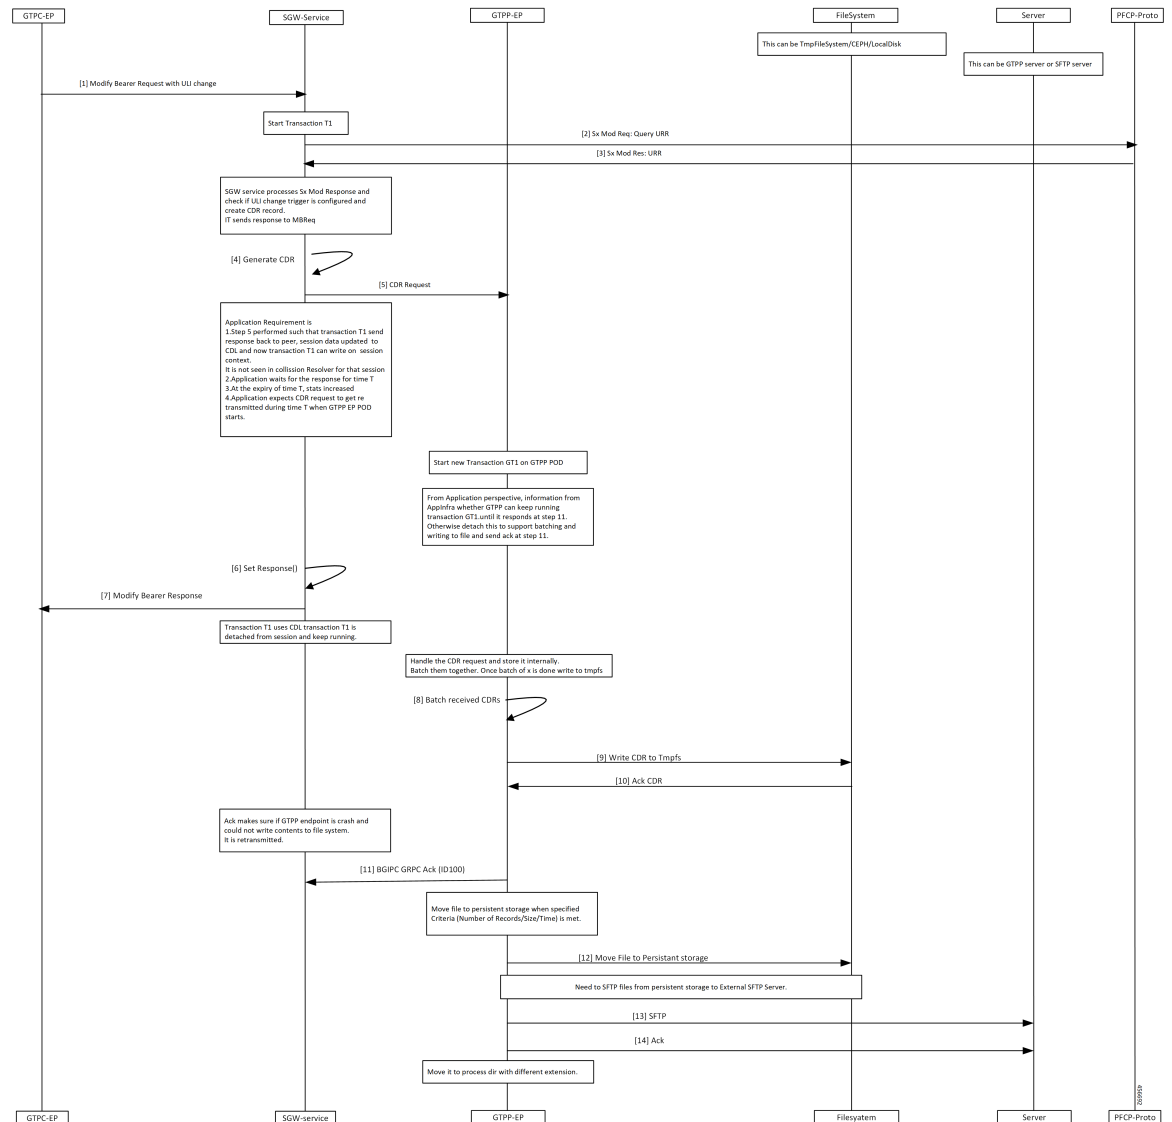 GTPC-EP
SGW-Service
GTPP-EP
FileSystem
Server
PFCP-Proto
This can be TmpFileSystem/CEPH/LocalDisk
This can be GTPP server or SFTP server
[1] Modify Bearer Request with ULI change
Start Transaction T1
[2] Sx Mod Req: Query URR
[3] Sx Mod Res: URR
SGW service processes Sx Mod Response and
check if ULI change trigger is configured and
create CDR record.
IT sends response to MBReq
[4] Generate CDR
[5] CDR Request
Application Requirement is
1.Step 5 performed such that transaction T1 send
response back to peer, session data updated to
CDL and now transaction T1 can write on session
context.
It is not seen in collission Resolver for that session
2.Application waits for the response for time T
3.At the expiry of time T, stats increased
4.Application expects CDR request to get re
transmitted during time T when GTPP EP POD
starts.
Start new Transaction GT1 on GTPP POD
From Application perspective, information from
AppInfra whether GTPP can keep running
transaction GT1.until it responds at step 11.
Otherwise detach this to support batching and
writing to file and send ack at step 11.
[6] Set Response()
[7] Modify Bearer Response
Transaction T1 uses CDL transaction T1 is
detached from session and keep running.
Handle the CDR request and store it internally.
Batch them together. Once batch of x is done write to tmpfs
[8] Batch received CDRs
[9] Write CDR to Tmpfs
[10] Ack CDR
Ack makes sure if GTPP endpoint is crash and
could not write contents to file system.
It is retransmitted.
[11] BGIPC GRPC Ack (ID100)
Move file to persistent storage when specified
Criteria (Number of Records/Size/Time) is met.
[12] Move File to Persistant storage
Need to SFTP files from persistent storage to External SFTP Server.
[13] SFTP
[14] Ack
Move it to process dir with different extension.
456692
GTPC-EP
SGW-service
GTPP-EP
Filesyatem
Server
PFCP-Proto